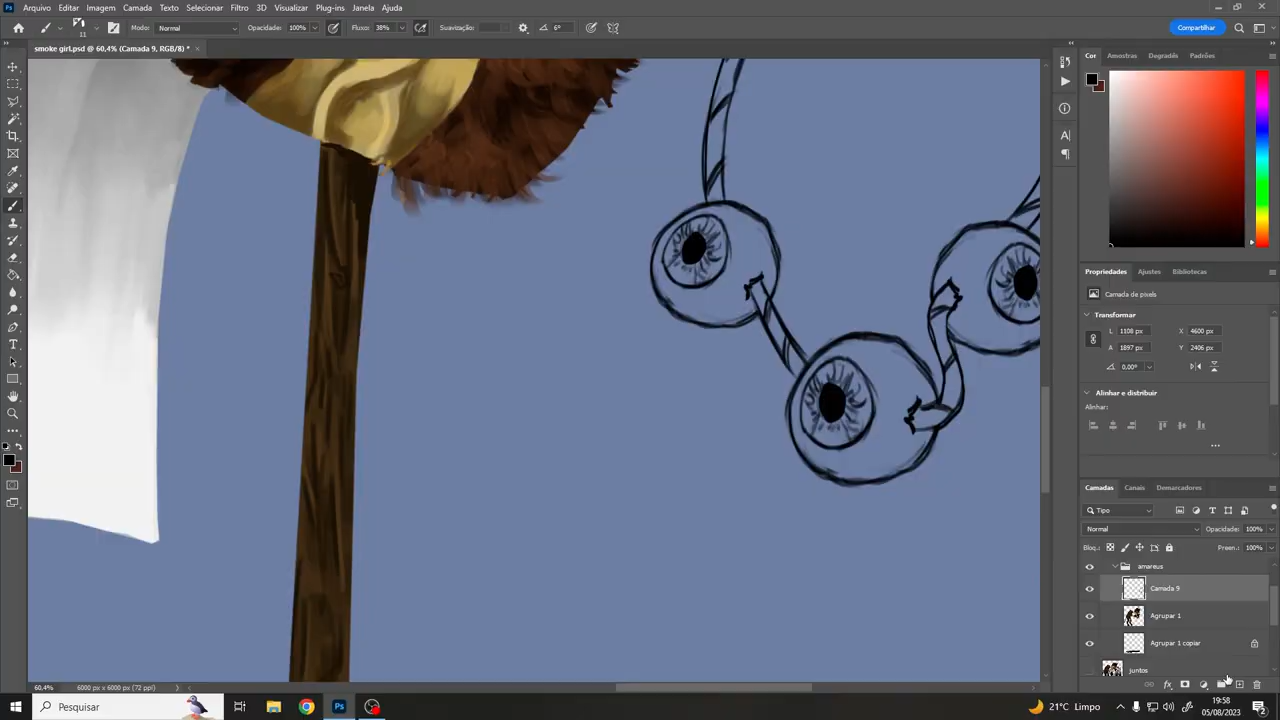 Arquivo Editar Imagem Camada Texto Selecionar Filtro 3D Visualizar Plug-ins Janela Ajuda
11 Modo: Normal Opacidade: 100% Fluxo: 38% Suavização: 6° Compartilhar
smoke girl.psd @ 60,4% (Camada 9, RGB/8) *
Cor Amostras Degradês Padrões
Propriedades Ajustes Bibliotecas
Camada de pixels
Transformar
L 1108 px X 4600 px
A 1897 px Y 2406 px
0,00°
Alinhar e distribuir
Alinhar:
Camadas Canais Demarcadores
Tipo
Normal Opacidade: 100%
Bloq.: Preen.: 100%
amareus
Camada 9
Agrupar 1
Agrupar 1 copiar
juntos
60,4% 6000 px x 6000 px (72 ppi)
Pesquisar
21°C Limpo
19:58
05/08/2023